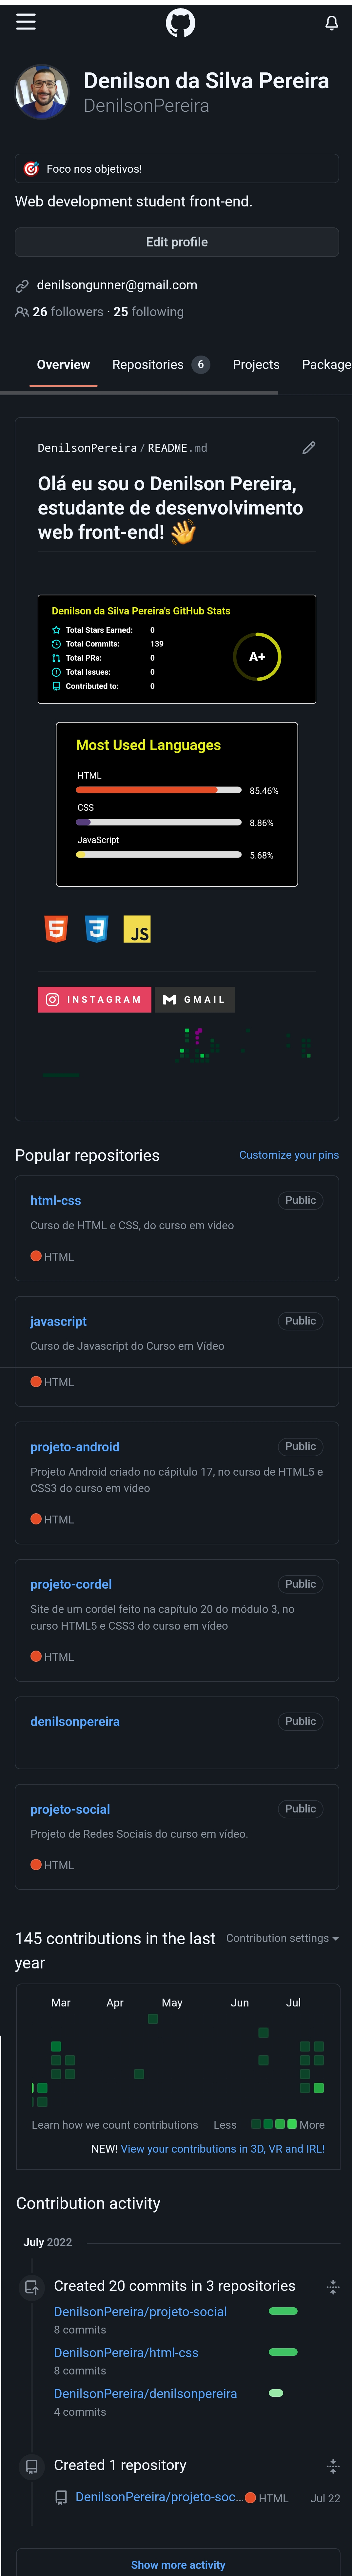 Denilson da Silva Pereira
DenilsonPereira
Foco nos objetivos!
Web development student front-end.
Edit profile
denilsongunner@gmail.com
26 followers · 25 following
Overview Repositories 6 Projects Package
DenilsonPereira / README.md
Olá eu sou o Denilson Pereira,
estudante de desenvolvimento
web front-end! 👋
Denilson da Silva Pereira's GitHub Stats
Total Stars Earned: 0
Total Commits: 139
Total PRs: 0
Total Issues: 0
Contributed to: 0
A+
Most Used Languages
HTML
85.46%
CSS
8.86%
JavaScript
5.68%
5 3 JS
INSTAGRAM GMAIL
Popular repositories Customize your pins
html-css Public
Curso de HTML e CSS, do curso em video
HTML
javascript Public
Curso de Javascript do Curso em Vídeo
HTML
projeto-android Public
Projeto Android criado no cápitulo 17, no curso de HTML5 e
CSS3 do curso em vídeo
HTML
projeto-cordel Public
Site de um cordel feito na capítulo 20 do módulo 3, no
curso HTML5 e CSS3 do curso em vídeo
HTML
denilsonpereira Public
projeto-social Public
Projeto de Redes Sociais do curso em vídeo.
HTML
145 contributions in the last Contribution settings
year
Mar Apr May Jun Jul
Learn how we count contributions Less More
NEW! View your contributions in 3D, VR and IRL!
Contribution activity
July 2022
Created 20 commits in 3 repositories
DenilsonPereira/projeto-social
8 commits
DenilsonPereira/html-css
8 commits
DenilsonPereira/denilsonpereira
4 commits
Created 1 repository
DenilsonPereira/projeto-soc... HTML Jul 22
Show more activity